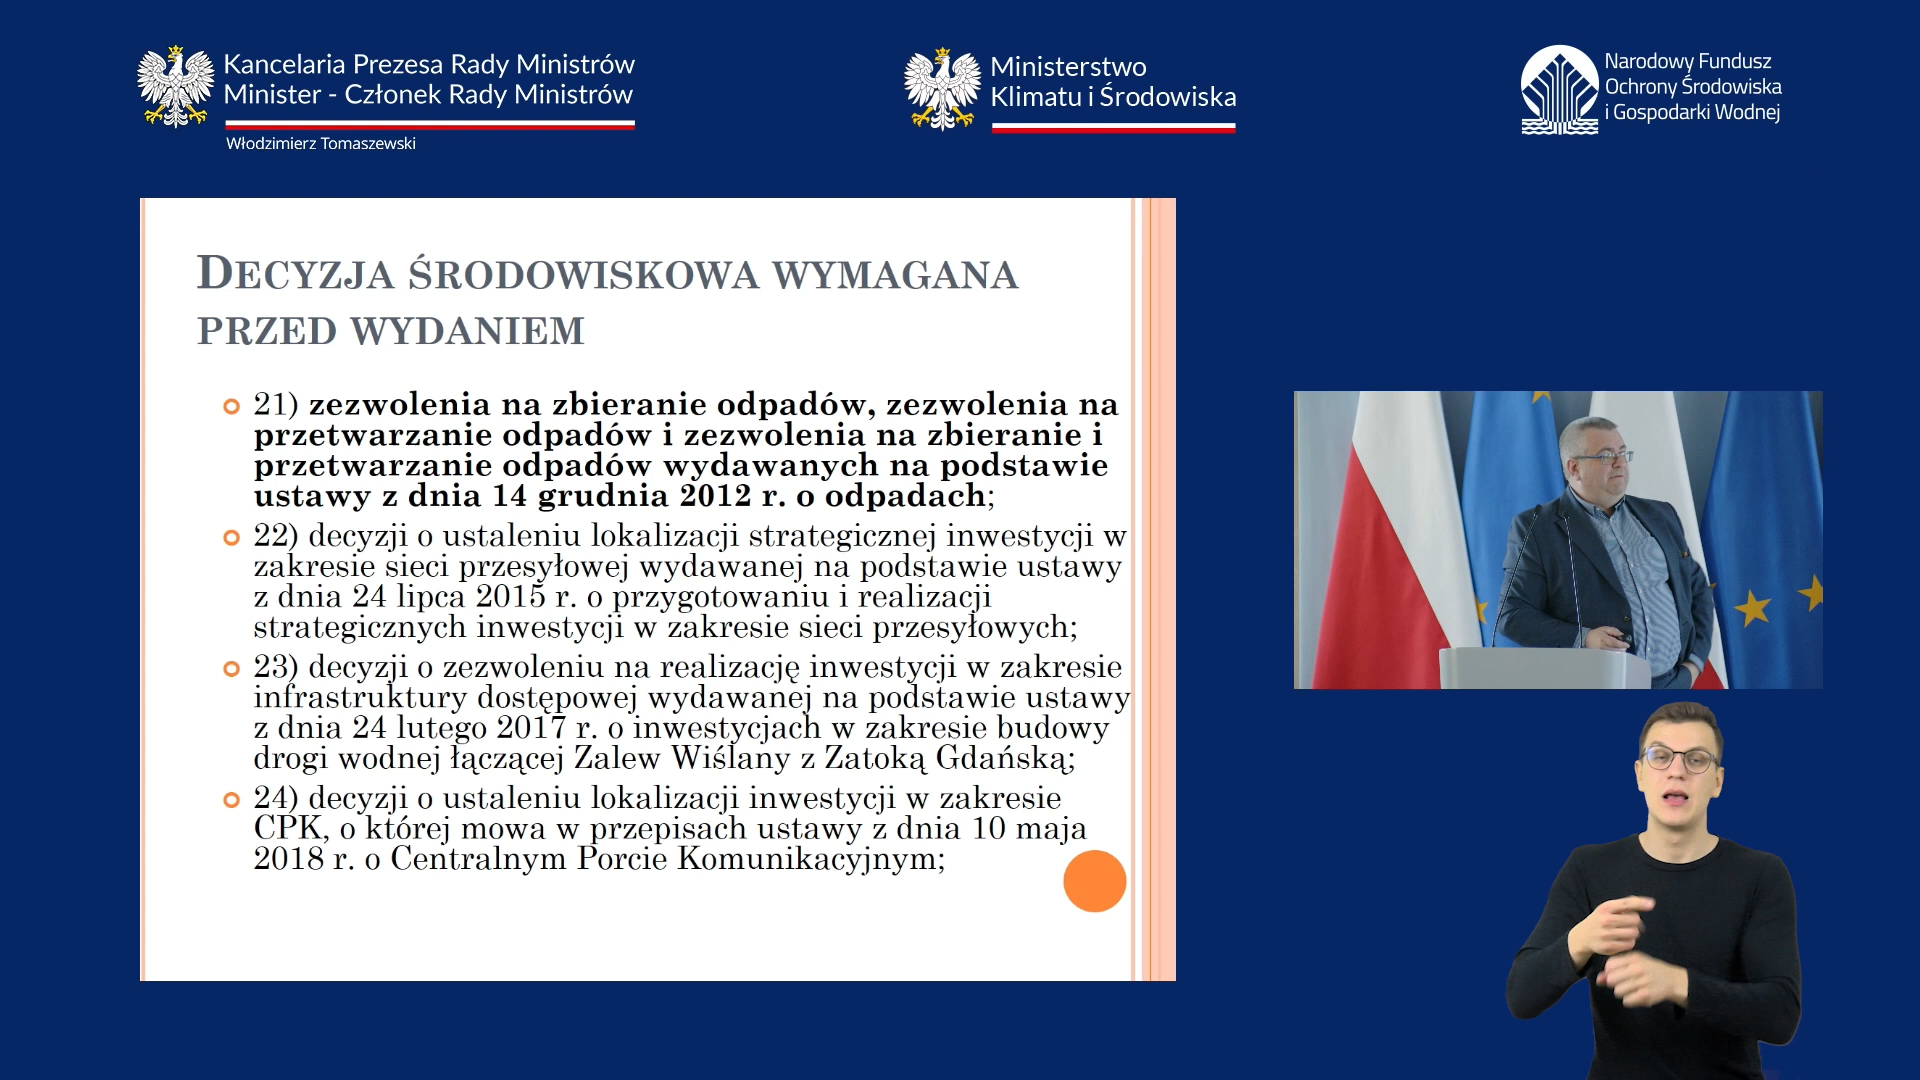 Kancelaria Prezesa Rady Ministrów
Minister - Członek Rady Ministrów
Włodzimierz Tomaszewski
Ministerstwo
Klimatu i Środowiska
Narodowy Fundusz
Ochrony Środowiska
i Gospodarki Wodnej
DECYZJA ŚRODOWISKOWA WYMAGANA
PRZED WYDANIEM
21) zezwolenia na zbieranie odpadów, zezwolenia na
przetwarzanie odpadów i zezwolenia na zbieranie i
przetwarzanie odpadów wydawanych na podstawie
ustawy z dnia 14 grudnia 2012 r. o odpadach;
22) decyzji o ustaleniu lokalizacji strategicznej inwestycji w
zakresie sieci przesyłowej wydawanej na podstawie ustawy
z dnia 24 lipca 2015 r. o przygotowaniu i realizacji
strategicznych inwestycji w zakresie sieci przesyłowych;
23) decyzji o zezwoleniu na realizację inwestycji w zakresie
infrastruktury dostępowej wydawanej na podstawie ustawy
z dnia 24 lutego 2017 r. o inwestycjach w zakresie budowy
drogi wodnej łączącej Zalew Wiślany z Zatoką Gdańską;
24) decyzji o ustaleniu lokalizacji inwestycji w zakresie
CPK, o której mowa w przepisach ustawy z dnia 10 maja
2018 r. o Centralnym Porcie Komunikacyjnym;